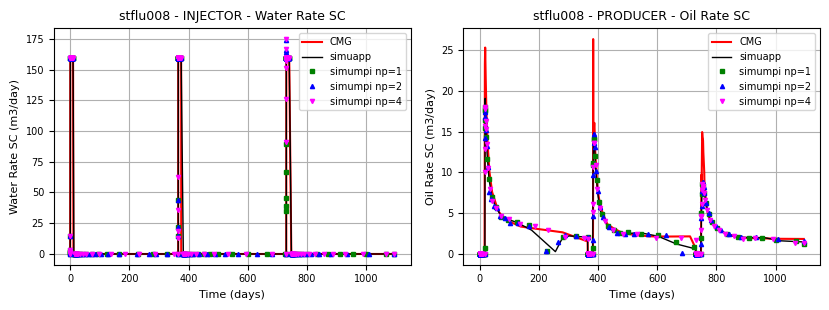 stflu008 - INJECTOR - Water Rate SC
Water Rate SC (m3/day)
175
150
125
100
75
50
25
0
0
200
400
600
800
1000
Time (days)
CMG
simuapp
simumpi np=1
simumpi np=2
simumpi np=4
stflu008 - PRODUCER - Oil Rate SC
Oil Rate SC (m3/day)
25
20
15
10
5
0
0
200
400
600
800
1000
Time (days)
CMG
simuapp
simumpi np=1
simumpi np=2
simumpi np=4